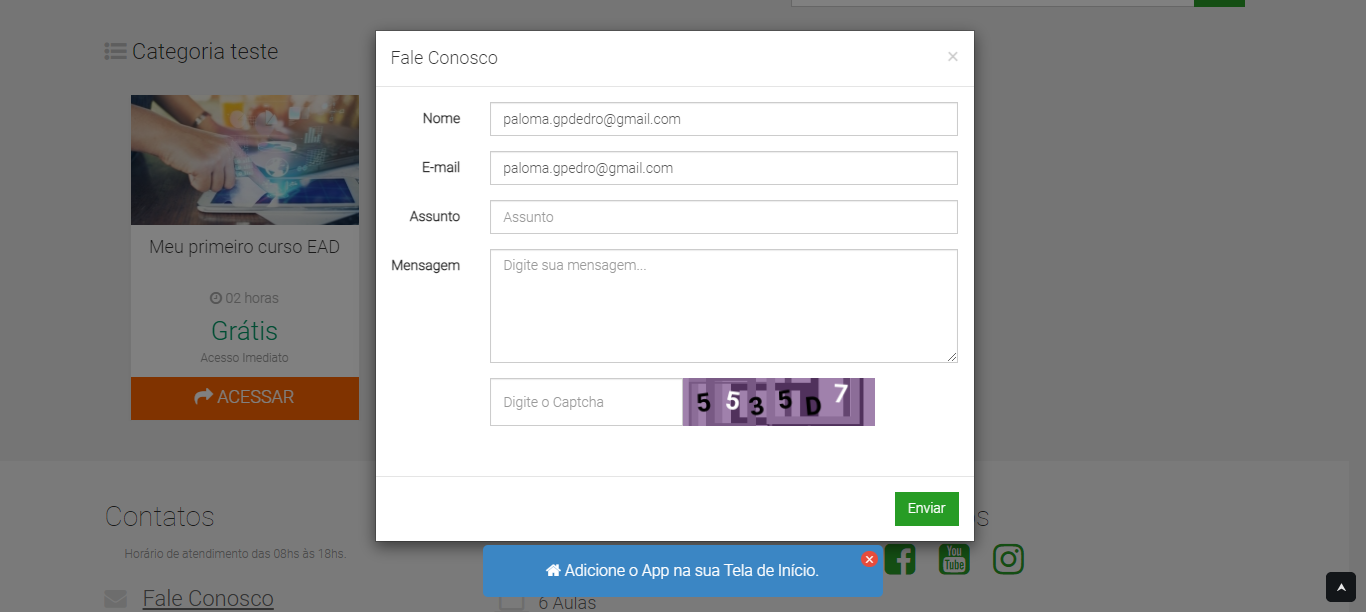 Categoria teste
Meu primeiro curso EAD
02 horas
Grátis
Acesso Imediato
ACESSAR
Fale Conosco
×
Nome
paloma.gpdedro@gmail.com
E-mail
paloma.gpedro@gmail.com
Assunto
Assunto
Mensagem
Digite sua mensagem...
Digite o Captcha
5 5 3 5 D 7
Enviar
Contatos
Horário de atendimento das 08hs às 18hs.
Fale Conosco
Adicione o App na sua Tela de Início.
6 Aulas
You
Tube